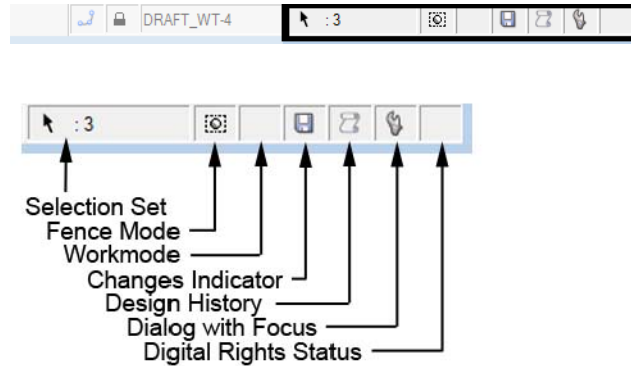 DRAFT_WT-4
: 3
: 3
Selection Set
Fence Mode
Workmode
Changes Indicator
Design History
Dialog with Focus
Digital Rights Status